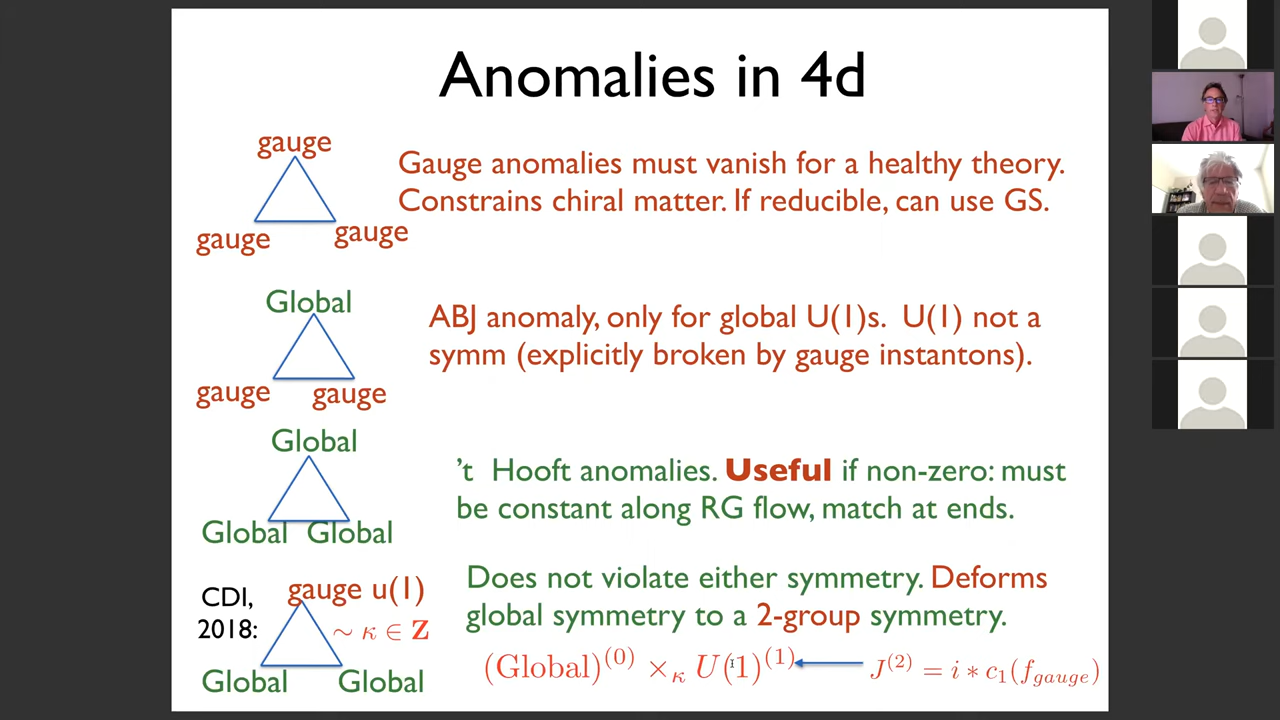 Anomalies in 4d
gauge
gauge
gauge
Gauge anomalies must vanish for a healthy theory.
Constrains chiral matter. If reducible, can use GS.
Global
gauge
gauge
ABJ anomaly, only for global U(1)s. U(1) not a
symm (explicitly broken by gauge instantons).
Global
Global
Global
’t Hooft anomalies. Useful if non-zero: must
be constant along RG flow, match at ends.
CDI,
2018:
gauge u(1)
∼ κ ∈ Z
Global
Global
Does not violate either symmetry. Deforms
global symmetry to a 2-group symmetry.
(Global)^(0) ×_κ U(1)^(1)
J^(2) = i ∗ c_1(f_gauge)